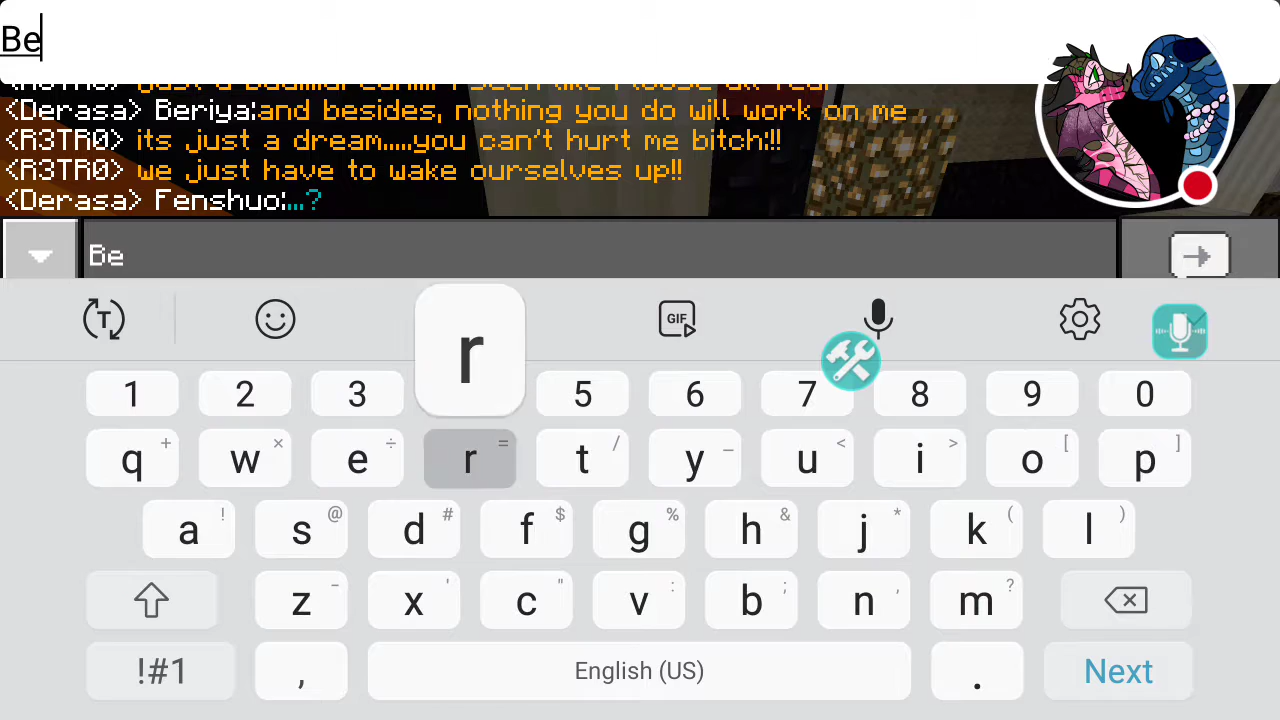 Be
<Derasa> Beriya:and besides, nothing you do will work on me
<R3TR0> its just a dream.....you can't hurt me bitch:!!
<R3TR0> we just have to wake ourselves up!!
<Derasa> Fenshuo:...?
Be
T
GIF
r
1 2 3 5 6 7 8 9 0
q + w × e ÷ r = t / y _ u < i > o [ p ]
a ! s @ d # f $ g % h & j * k ( l )
z - x ' c " v : b ; n , m ?
!#1 , English (US) . Next